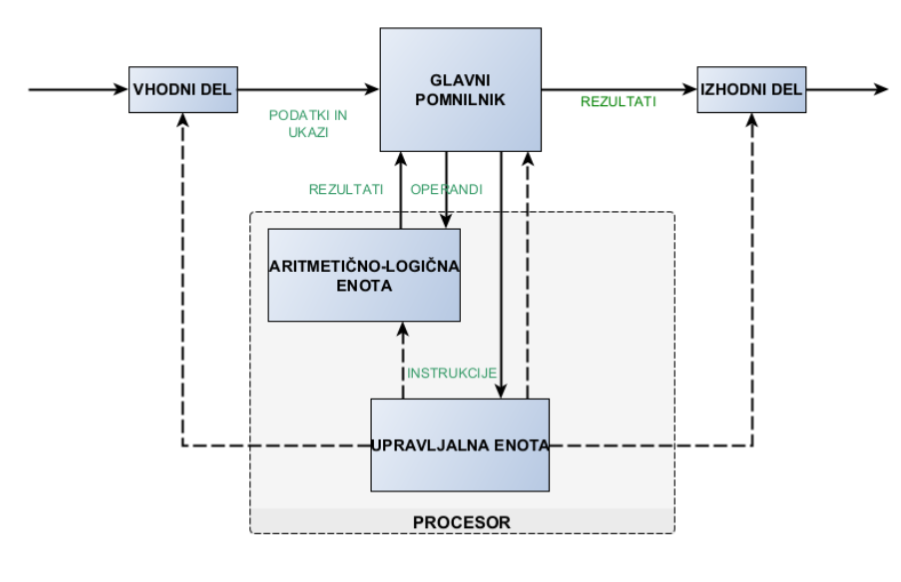 VHODNI DEL
PODATKI IN
UKAZI
GLAVNI
POMNILNIK
REZULTATI
IZHODNI DEL
REZULTATI
OPERANDI
ARITMETIČNO-LOGIČNA
ENOTA
INSTRUKCIJE
UPRAVLJALNA ENOTA
PROCESOR